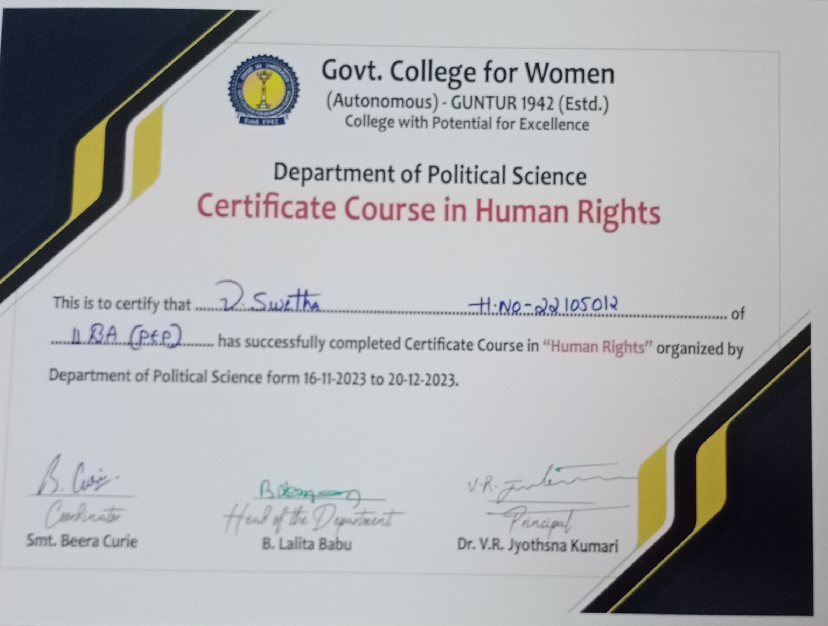 Govt. College for Women
(Autonomous) - GUNTUR 1942 (Estd.)
College with Potential for Excellence
Estd. 1942
Department of Political Science
Certificate Course in Human Rights
This is to certify that ...... D. Swetha ...... H.NO-22105012 ...... of
...... II BA (PEP) ...... has successfully completed Certificate Course in “Human Rights” organized by
Department of Political Science form 16-11-2023 to 20-12-2023.
B. Curie
V.R.
Coordinator
Head of the Department
Principal
Smt. Beera Curie
B. Lalita Babu
Dr. V.R. Jyothsna Kumari